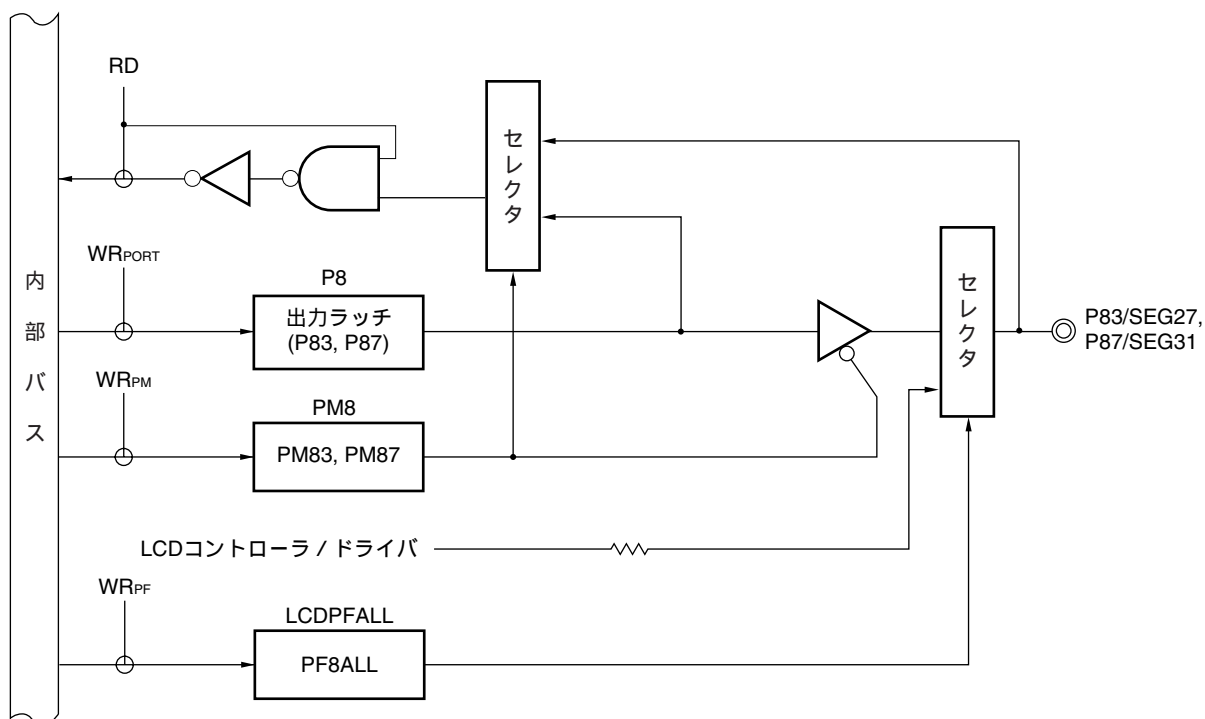 RD
セレクタ
WRPORT
P8
出力ラッチ
(P83, P87)
内部バス
セレクタ
P83/SEG27,
P87/SEG31
WRPM
PM8
PM83, PM87
LCDコントローラ / ドライバ
WRPF
LCDPFALL
PF8ALL